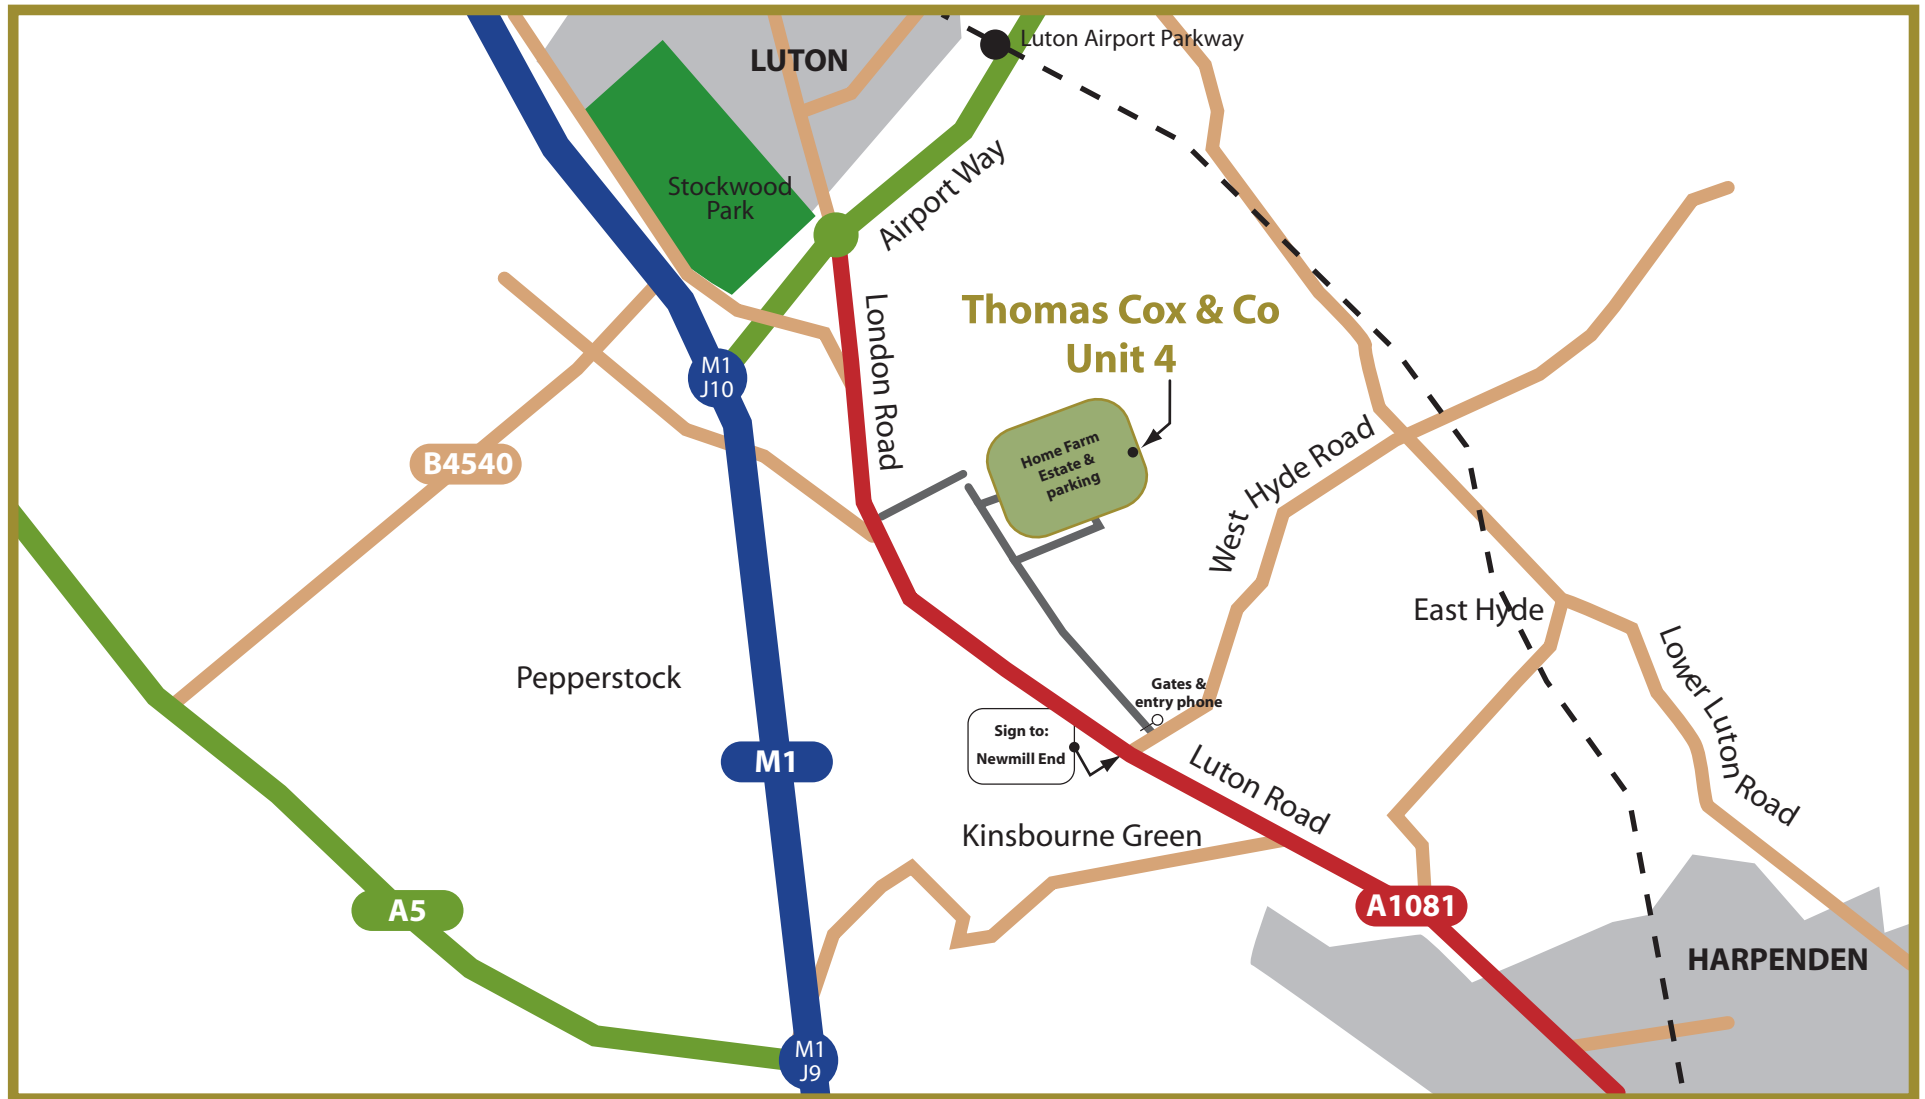 Luton Airport Parkway
LUTON
Stockwood
Park
Airport Way
London Road
Thomas Cox & Co
Unit 4
M1
J10
Home Farm
Estate &
parking
B4540
West Hyde Road
East Hyde
Lower Luton Road
Pepperstock
Gates &
entry phone
Sign to:
Newmill End
M1
Luton Road
Kinsbourne Green
A5
A1081
HARPENDEN
M1
J9